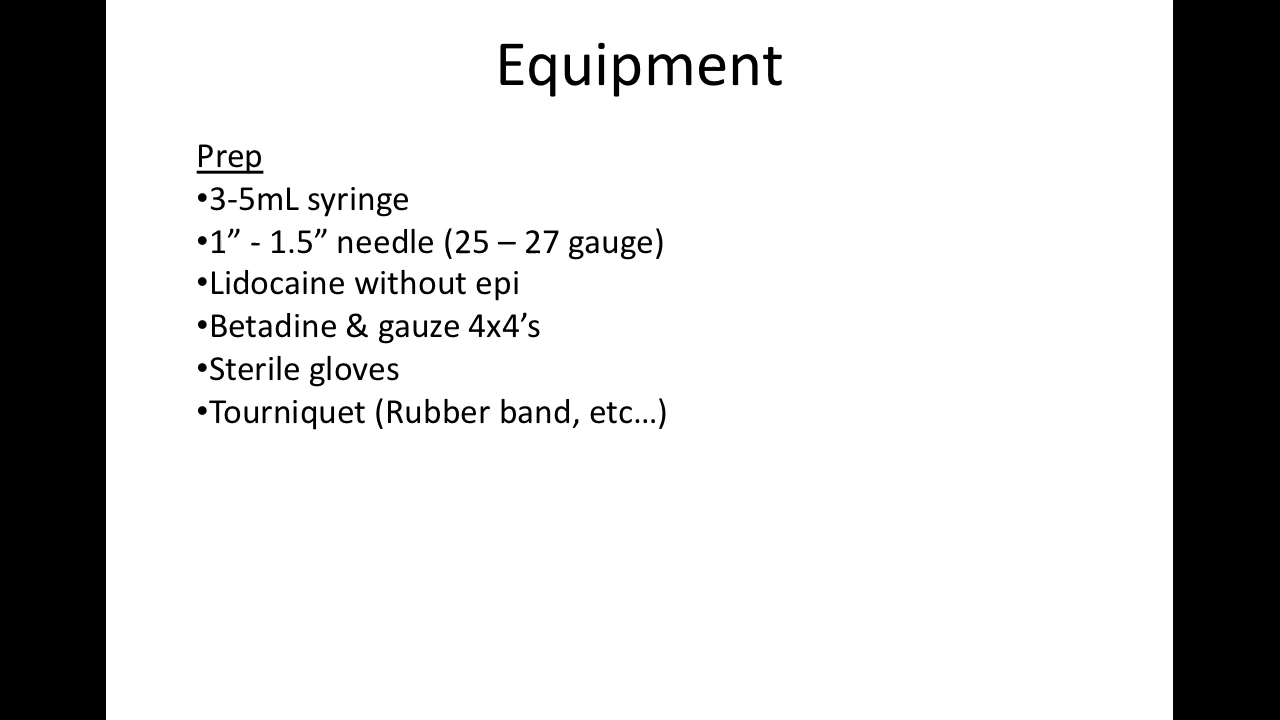 Equipment
Prep
•3-5mL syringe
•1” - 1.5” needle (25 – 27 gauge)
•Lidocaine without epi
•Betadine & gauze 4x4’s
•Sterile gloves
•Tourniquet (Rubber band, etc…)